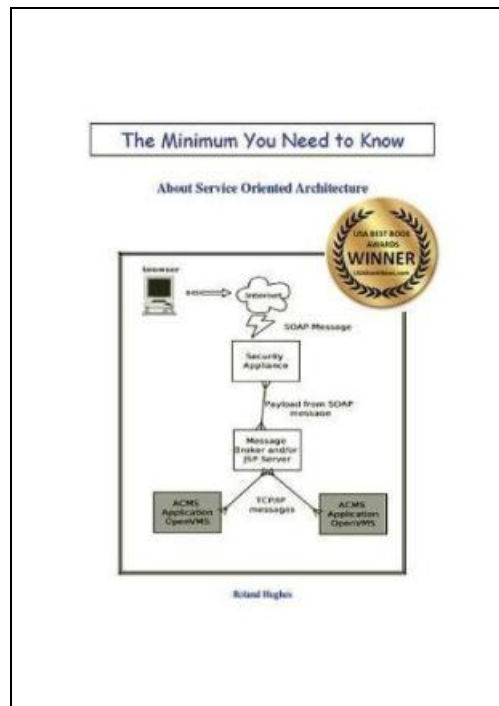 The Minimum You Need to Know
About Service Oriented Architecture
USA BEST BOOK
AWARDS
WINNER
USABookNews.com
browser
Internet
SOAP Message
Security
Appliance
Payload from SOAP
message
Message
Broker and/or
JSP Server
ACMS
Application
OpenVMS
TCP/IP
messages
ACMS
Application
OpenVMS
Roland Hughes